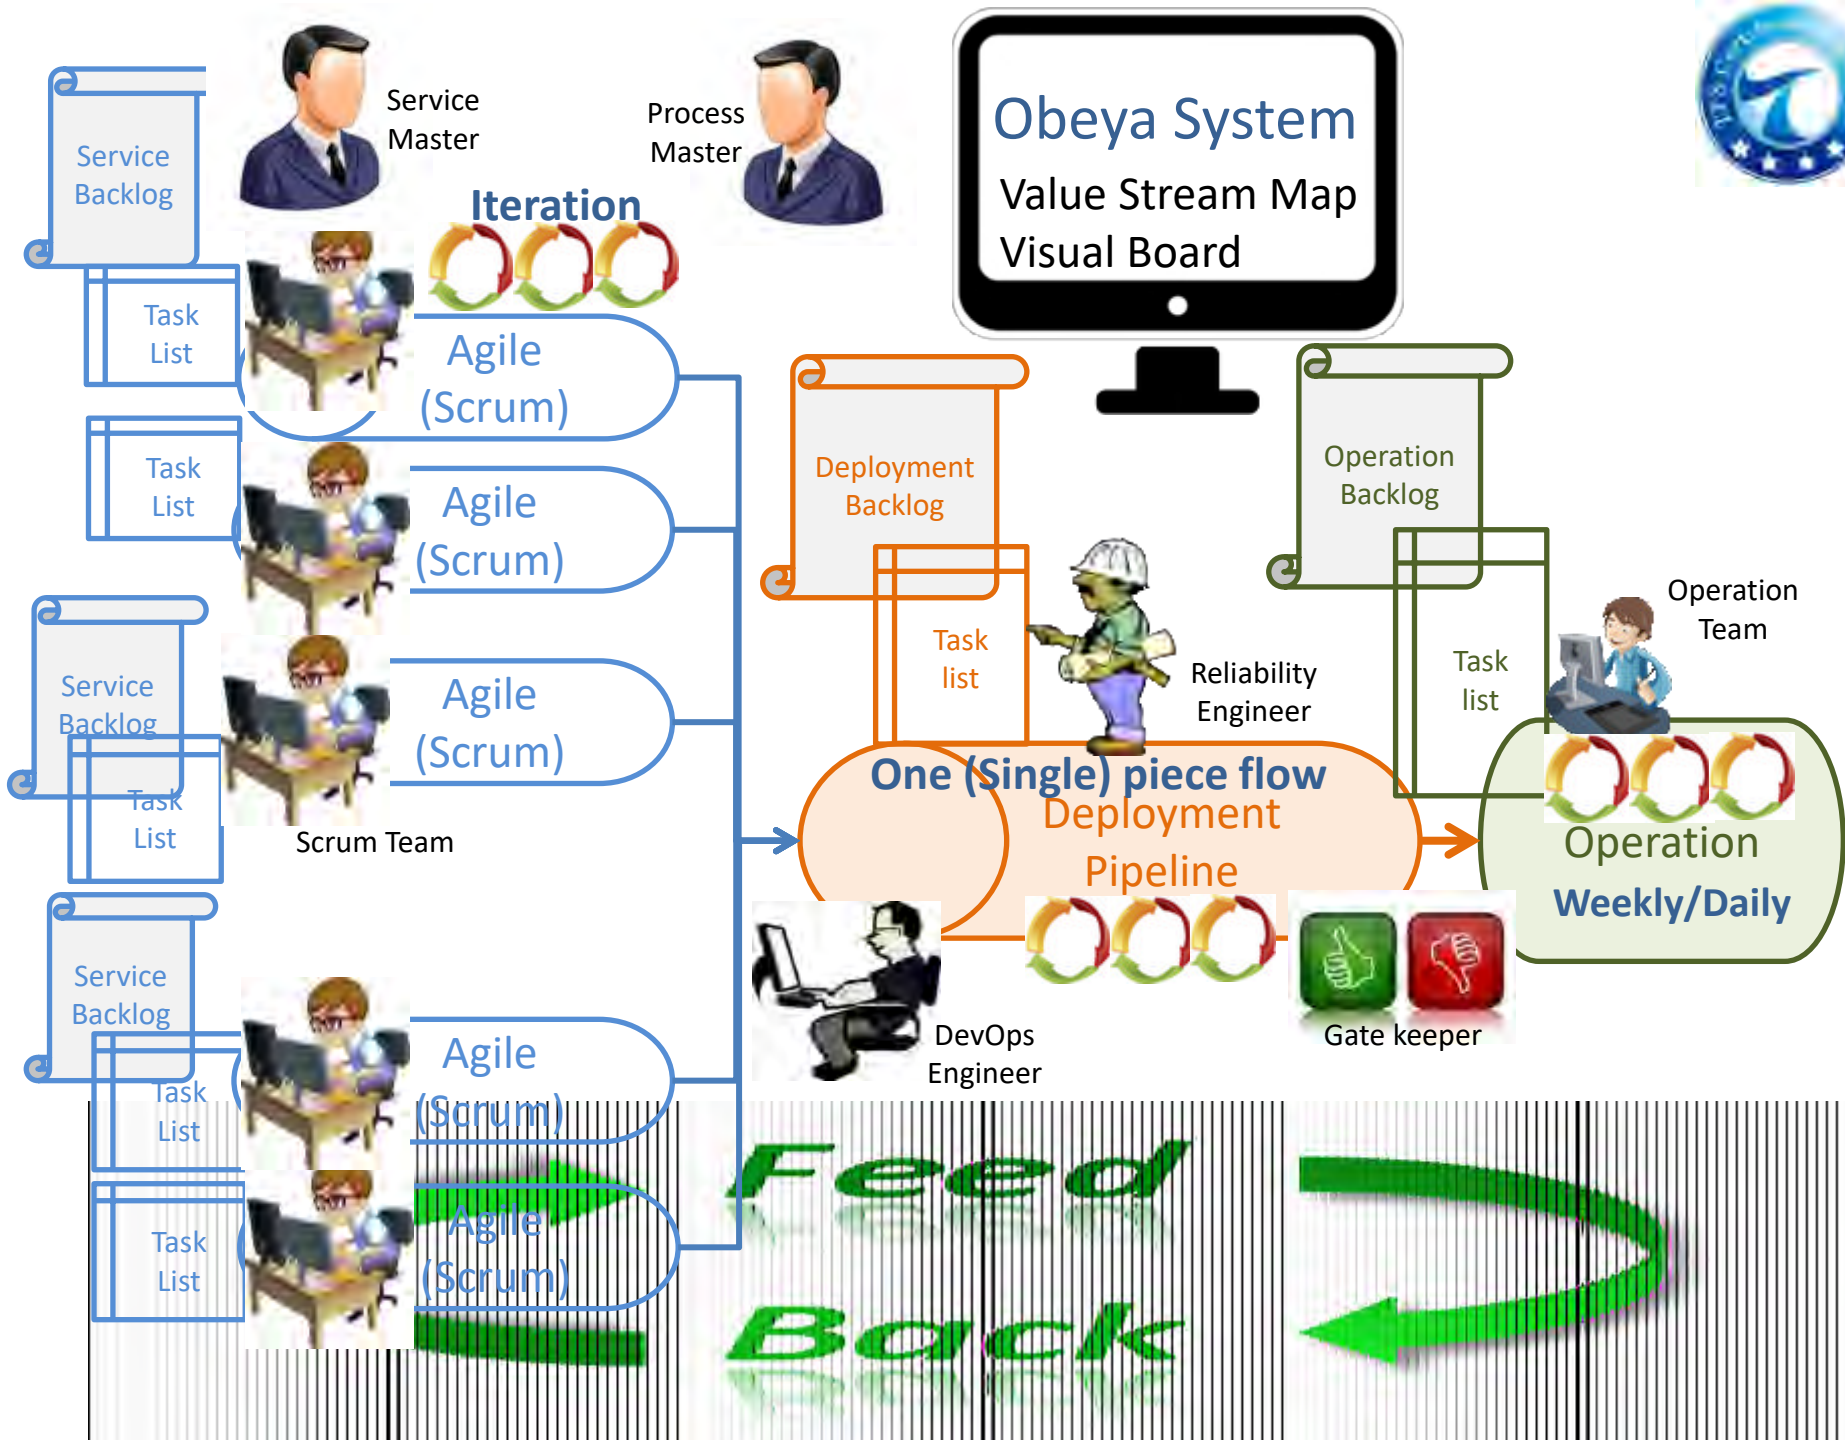 Service
Master
Process
Master
Obeya System
Value Stream Map
Visual Board
Service
Backlog
Iteration
Task
List
Agile
(Scrum)
Task
List
Agile
(Scrum)
Service
Backlog
Task
List
Agile
(Scrum)
Scrum Team
Service
Backlog
Task
List
Agile
(Scrum)
Task
List
Agile
(Scrum)
Deployment
Backlog
Task
list
Reliability
Engineer
One (Single) piece flow
Deployment
Pipeline
DevOps
Engineer
Gate keeper
Operation
Backlog
Task
list
Operation
Team
Operation
Weekly/Daily
Feed
Back